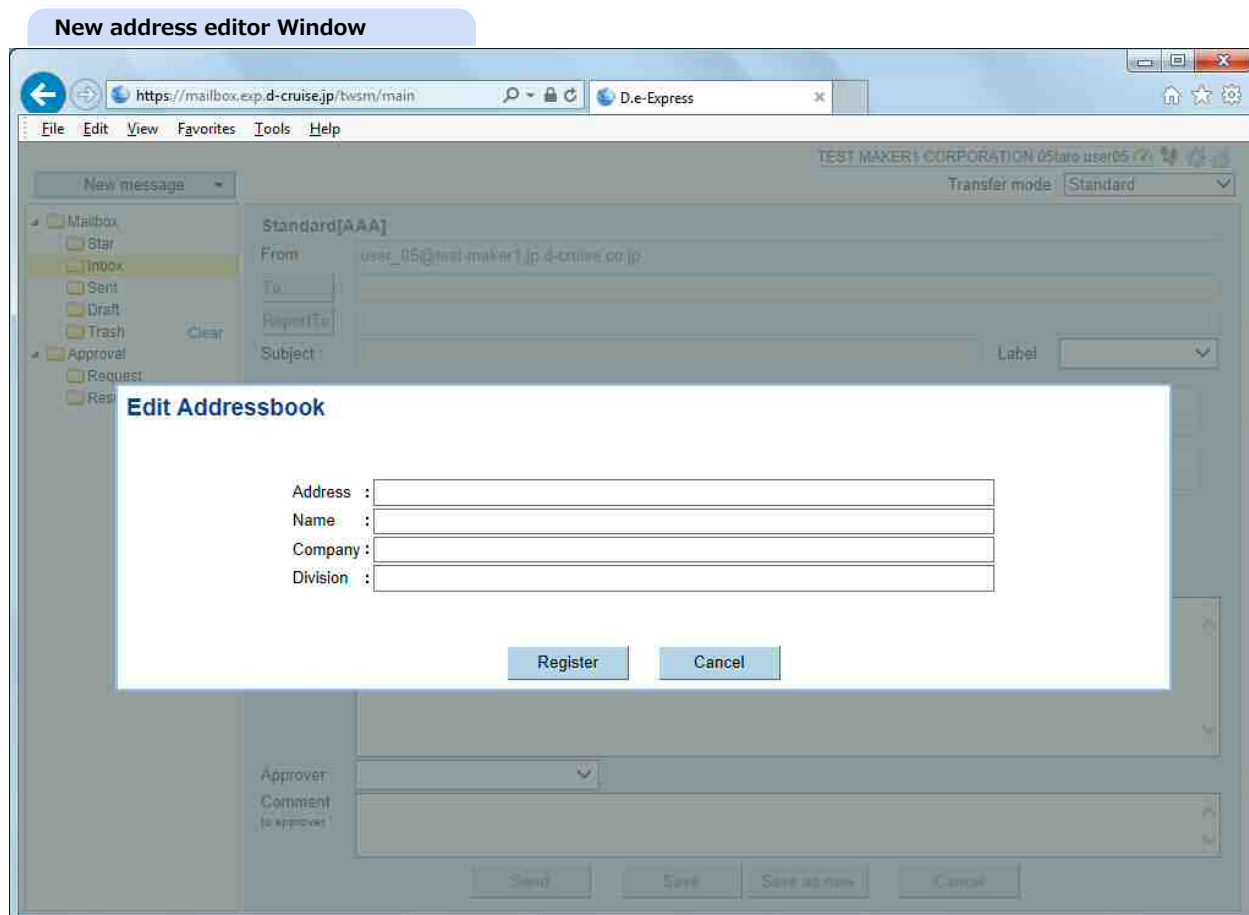 New address editor Window
https://mailbox.exp.d-cruise.jp/twsm/main
D.e-Express
File Edit View Favorites Tools Help
TEST MAKER1 CORPORATION 05taro user05
New message
Transfer mode Standard
Mailbox
Star
Inbox
Sent
Draft
Trash Clear
Approval
Request
Standard[AAA]
From user_05@test-maker1.jp.d-cruise.co.jp
To :
ReportTo
Subject :
Label
Edit Addressbook
Address :
Name :
Company :
Division :
Register Cancel
Approver
Comment
to approver :
Send Save Save as new Cancel